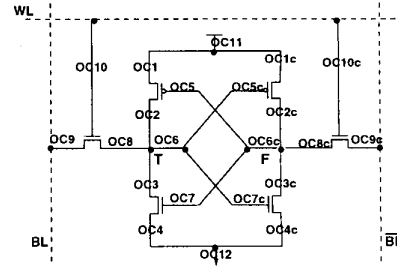 WL
OC11
OC10 OC1 OC1c OC10c
OC5 OC5c
OC2 OC2c
OC9 OC8 OC6 OC6c OC8c OC9c
T F
OC3 OC3c
OC7 OC7c
OC4 OC4c
BL OC12 BL